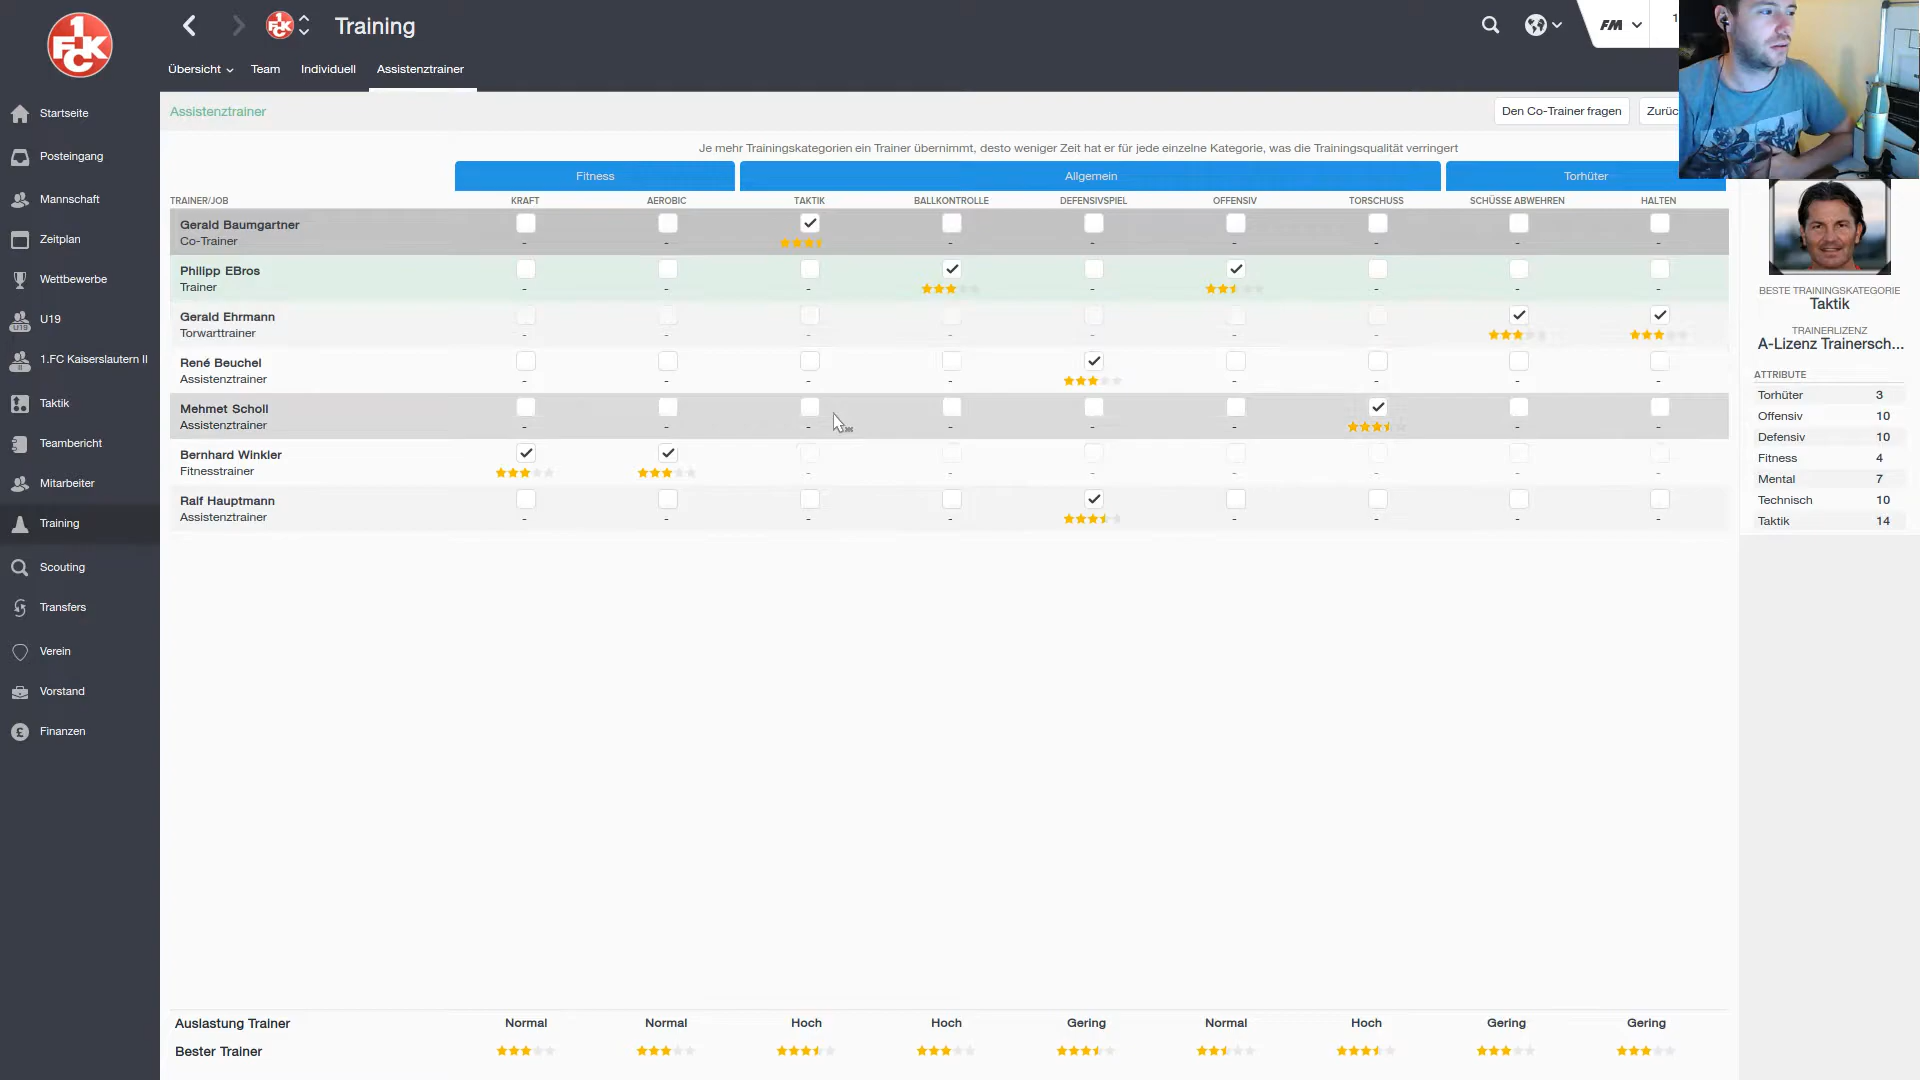 1
FCK
Training
FM
1
Übersicht Team Individuell Assistenztrainer
Startseite
Posteingang
Mannschaft
Zeitplan
Wettbewerbe
U19
1.FC Kaiserslautern II
Taktik
Teambericht
Mitarbeiter
Training
Scouting
Transfers
Verein
Vorstand
Finanzen
Assistenztrainer
Den Co-Trainer fragen
Je mehr Trainingskategorien ein Trainer übernimmt, desto weniger Zeit hat er für jede einzelne Kategorie, was die Trainingsqualität verringert
Fitness Allgemein Torhüter
TRAINER/JOB KRAFT AEROBIC TAKTIK BALLKONTROLLE DEFENSIVSPIEL OFFENSIV TORSCHUSS SCHÜSSE ABWEHREN HALTEN
Gerald Baumgartner
Co-Trainer - - - - - - - -
Philipp EBros
Trainer - - - - - - -
Gerald Ehrmann
Torwarttrainer - - - - - - -
René Beuchel
Assistenztrainer - - - - - - - -
Mehmet Scholl
Assistenztrainer - - - - - - - -
Bernhard Winkler
Fitnesstrainer - - - - - - -
Ralf Hauptmann
Assistenztrainer - - - - - - - -
Auslastung Trainer Normal Normal Hoch Hoch Gering Normal Hoch Gering Gering
Bester Trainer
BESTE TRAININGSKATEGORIE
Taktik
TRAINERLIZENZ
A-Lizenz Trainersch...
ATTRIBUTE
Torhüter 3
Offensiv 10
Defensiv 10
Fitness 4
Mental 7
Technisch 10
Taktik 14